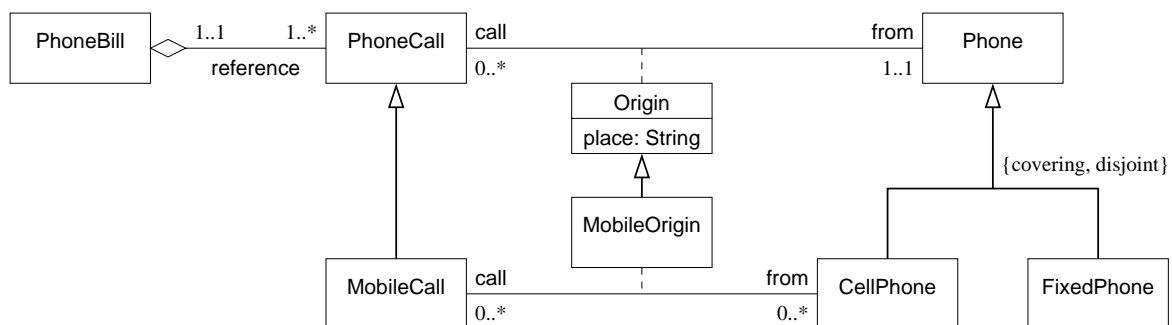 PhoneBill
1..1
1..*
reference
PhoneCall
call
0..*
from
1..1
Phone
Origin
place: String
{covering, disjoint}
MobileOrigin
MobileCall
call
0..*
from
0..*
CellPhone
FixedPhone